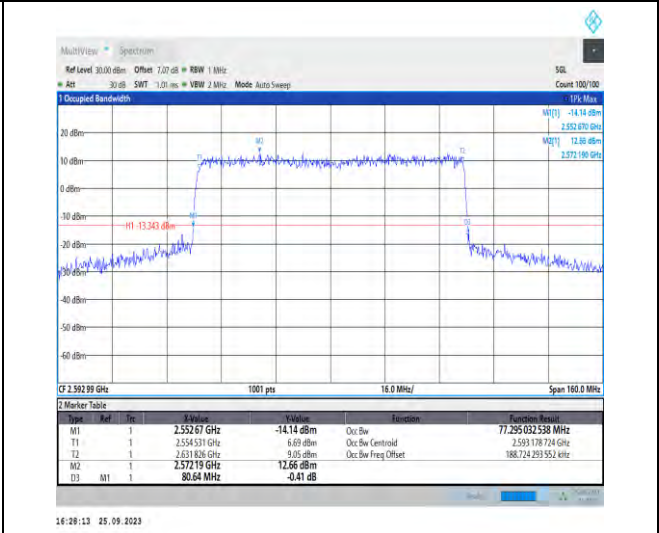 MultiView Spectrum
Ref Level 30.00 dBm Offset 7.07 dB RBW 1 MHz SGL
Att 30 dB SWT 1.01 ms VBW 2 MHz Mode Auto Sweep Count 100/100
1 Occupied Bandwidth 1Pk Max
M1[1] -14.14 dBm
2.552 670 GHz
M2[1] 12.66 dBm
2.572 190 GHz
20 dBm
M2
T1 T2
10 dBm
0 dBm
-10 dBm
M1
H1 -13.343 dBm
D3
-20 dBm
-30 dBm
-40 dBm
-50 dBm
-60 dBm
CF 2.592 99 GHz 1001 pts 16.0 MHz/ Span 160.0 MHz
2 Marker Table
Type Ref Trc X-Value Y-Value Function Function Result
M1 1 2.552 67 GHz -14.14 dBm Occ Bw 77.295 032 538 MHz
T1 1 2.554 531 GHz 6.69 dBm Occ Bw Centroid 2.593 178 724 GHz
T2 1 2.631 826 GHz 9.05 dBm Occ Bw Freq Offset 188.724 293 552 kHz
M2 1 2.572 19 GHz 12.66 dBm
D3 M1 1 80.64 MHz -0.41 dB
16:28:13 25.09.2023